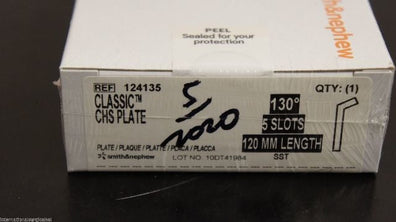 PEEL
Sealed for your
protection
smith&nephew
REF 124135
CLASSIC™
CHS PLATE
5/2020
130°
QTY: (1)
5 SLOTS
120 MM LENGTH
PLATE / PLAQUE / PLATTE / PLACA / PLACCA
smith&nephew
LOT NO. 10DT41984
SST